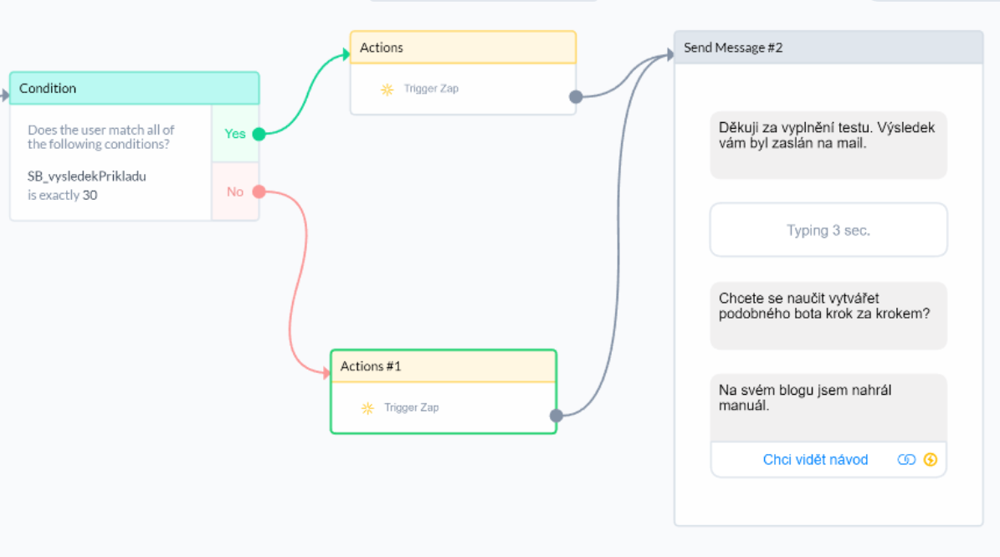 Condition
Does the user match all of
the following conditions?
SB_vysledekPrikladu
is exactly 30
Yes
No
Actions
Trigger Zap
Actions #1
Trigger Zap
Send Message #2
Děkuji za vyplnění testu. Výsledek
vám byl zaslán na mail.
Typing 3 sec.
Chcete se naučit vytvářet
podobného bota krok za krokem?
Na svém blogu jsem nahrál
manuál.
Chci vidět návod